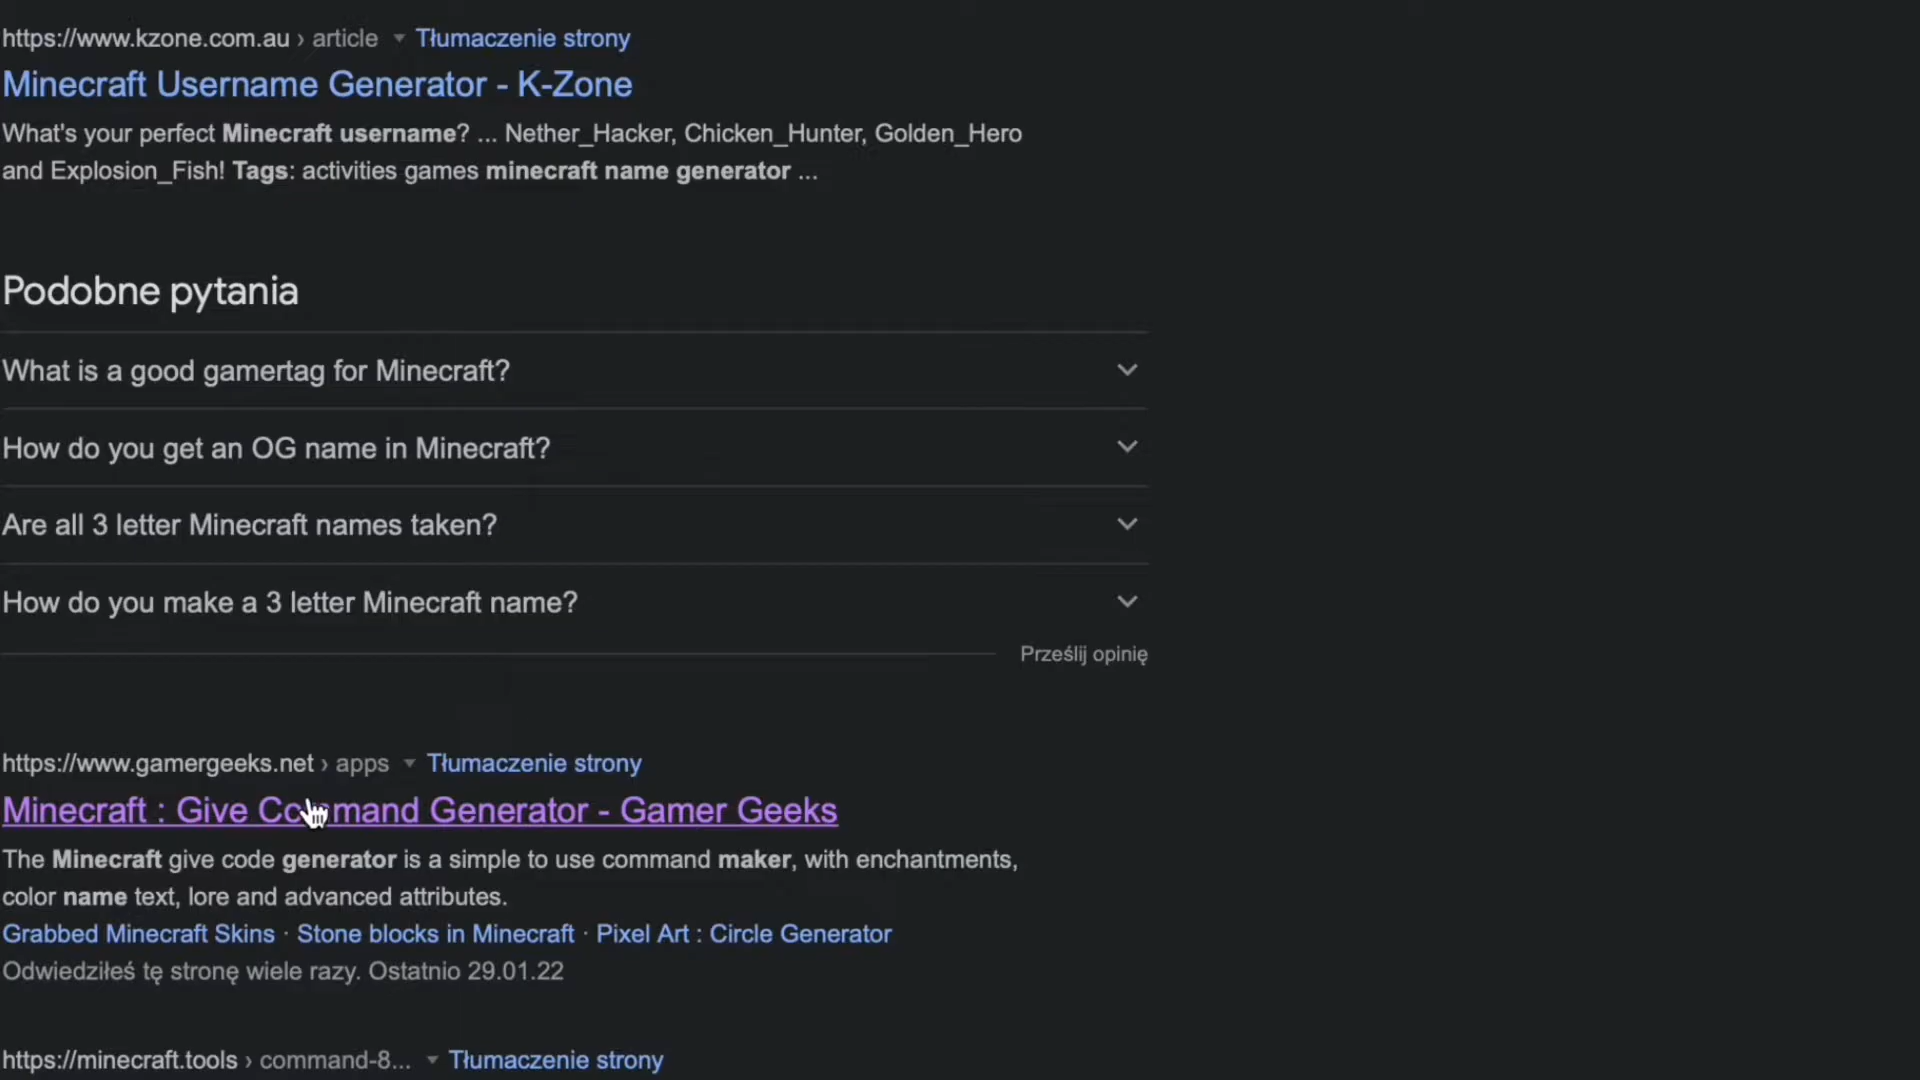 https://www.kzone.com.au › article ▾ Tłumaczenie strony
Minecraft Username Generator - K-Zone
What's your perfect Minecraft username? ... Nether_Hacker, Chicken_Hunter, Golden_Hero
and Explosion_Fish! Tags: activities games minecraft name generator ...
Podobne pytania
What is a good gamertag for Minecraft?
How do you get an OG name in Minecraft?
Are all 3 letter Minecraft names taken?
How do you make a 3 letter Minecraft name?
Prześlij opinię
https://www.gamergeeks.net › apps ▾ Tłumaczenie strony
Minecraft : Give Command Generator - Gamer Geeks
The Minecraft give code generator is a simple to use command maker, with enchantments,
color name text, lore and advanced attributes.
Grabbed Minecraft Skins · Stone blocks in Minecraft · Pixel Art : Circle Generator
Odwiedziłeś tę stronę wiele razy. Ostatnio 29.01.22
https://minecraft.tools › command-8... ▾ Tłumaczenie strony